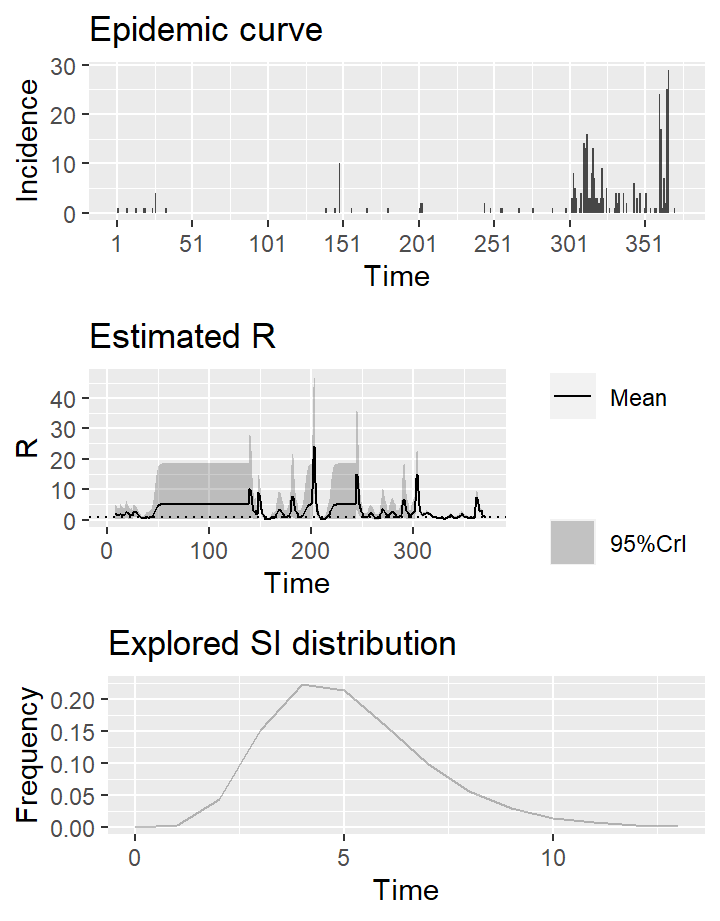 Epidemic curve
30
20
10
0
Incidence
1 51 101 151 201 251 301 351
Time
Estimated R
40
30
20
10
0
R
0 100 200 300
Time
Mean
95%CrI
Explored SI distribution
0.20
0.15
0.10
0.05
0.00
Frequency
0 5 10
Time